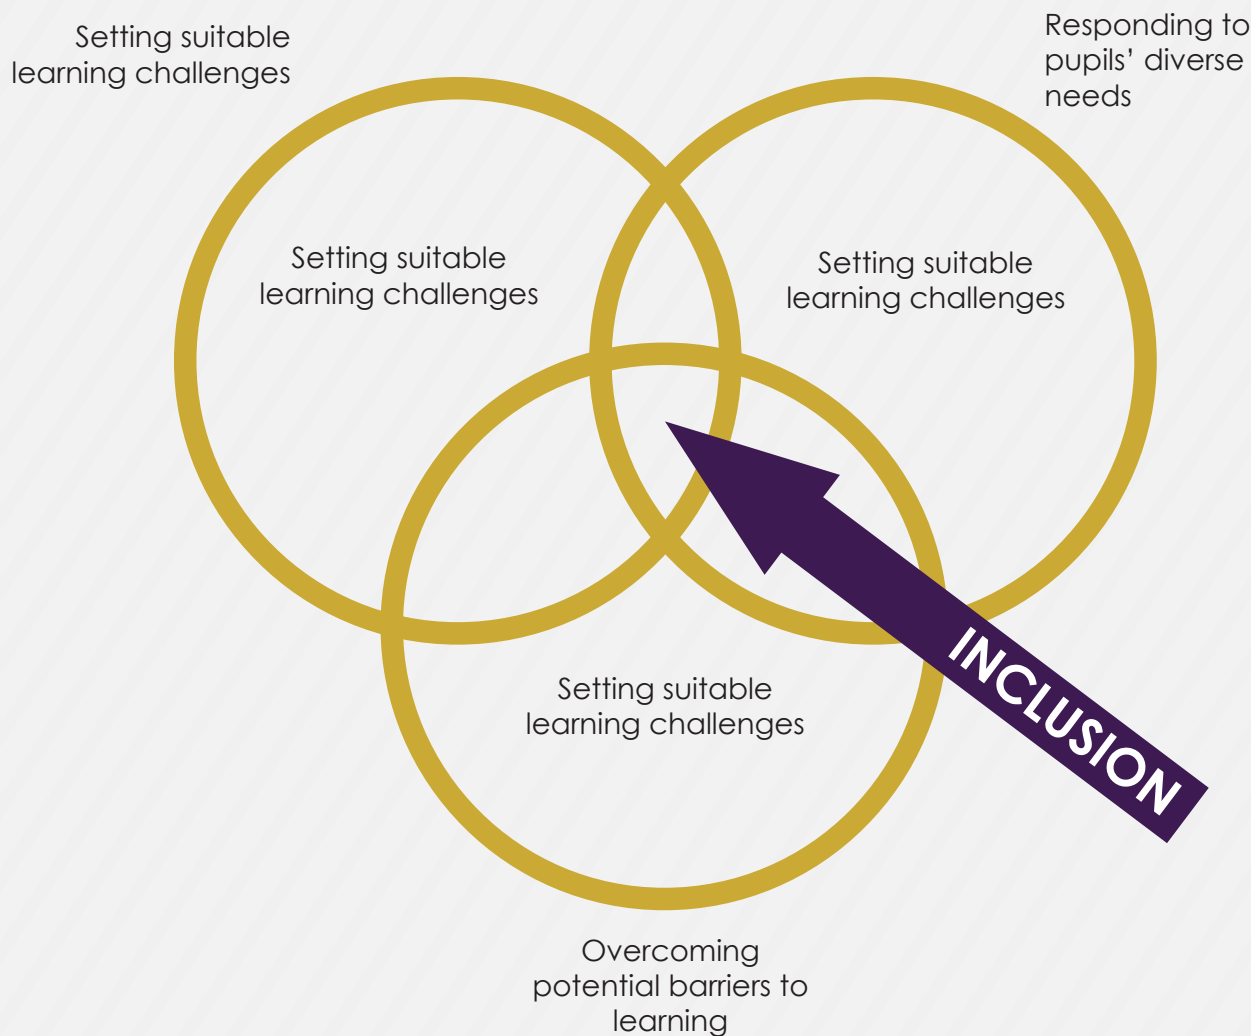 Setting suitable
learning challenges
Responding to
pupils’ diverse
needs
Setting suitable
learning challenges
Setting suitable
learning challenges
INCLUSION
Setting suitable
learning challenges
Overcoming
potential barriers to
learning